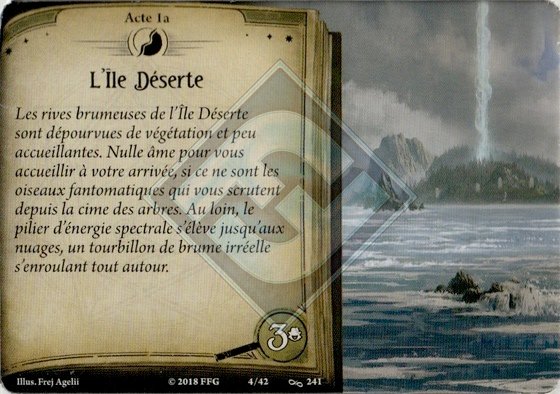 Acte 1a
L'Île Déserte
Les rives brumeuses de l'Île Déserte
sont dépourvues de végétation et peu
accueillantes. Nulle âme pour vous
accueillir à votre arrivée, si ce ne sont les
oiseaux fantomatiques qui vous scrutent
depuis la cime des arbres. Au loin, le
pilier d'énergie spectrale s'élève jusqu'aux
nuages, un tourbillon de brume irréelle
s'enroulant tout autour.
3
Illus. Frej Agelii © 2018 FFG 4/42 241